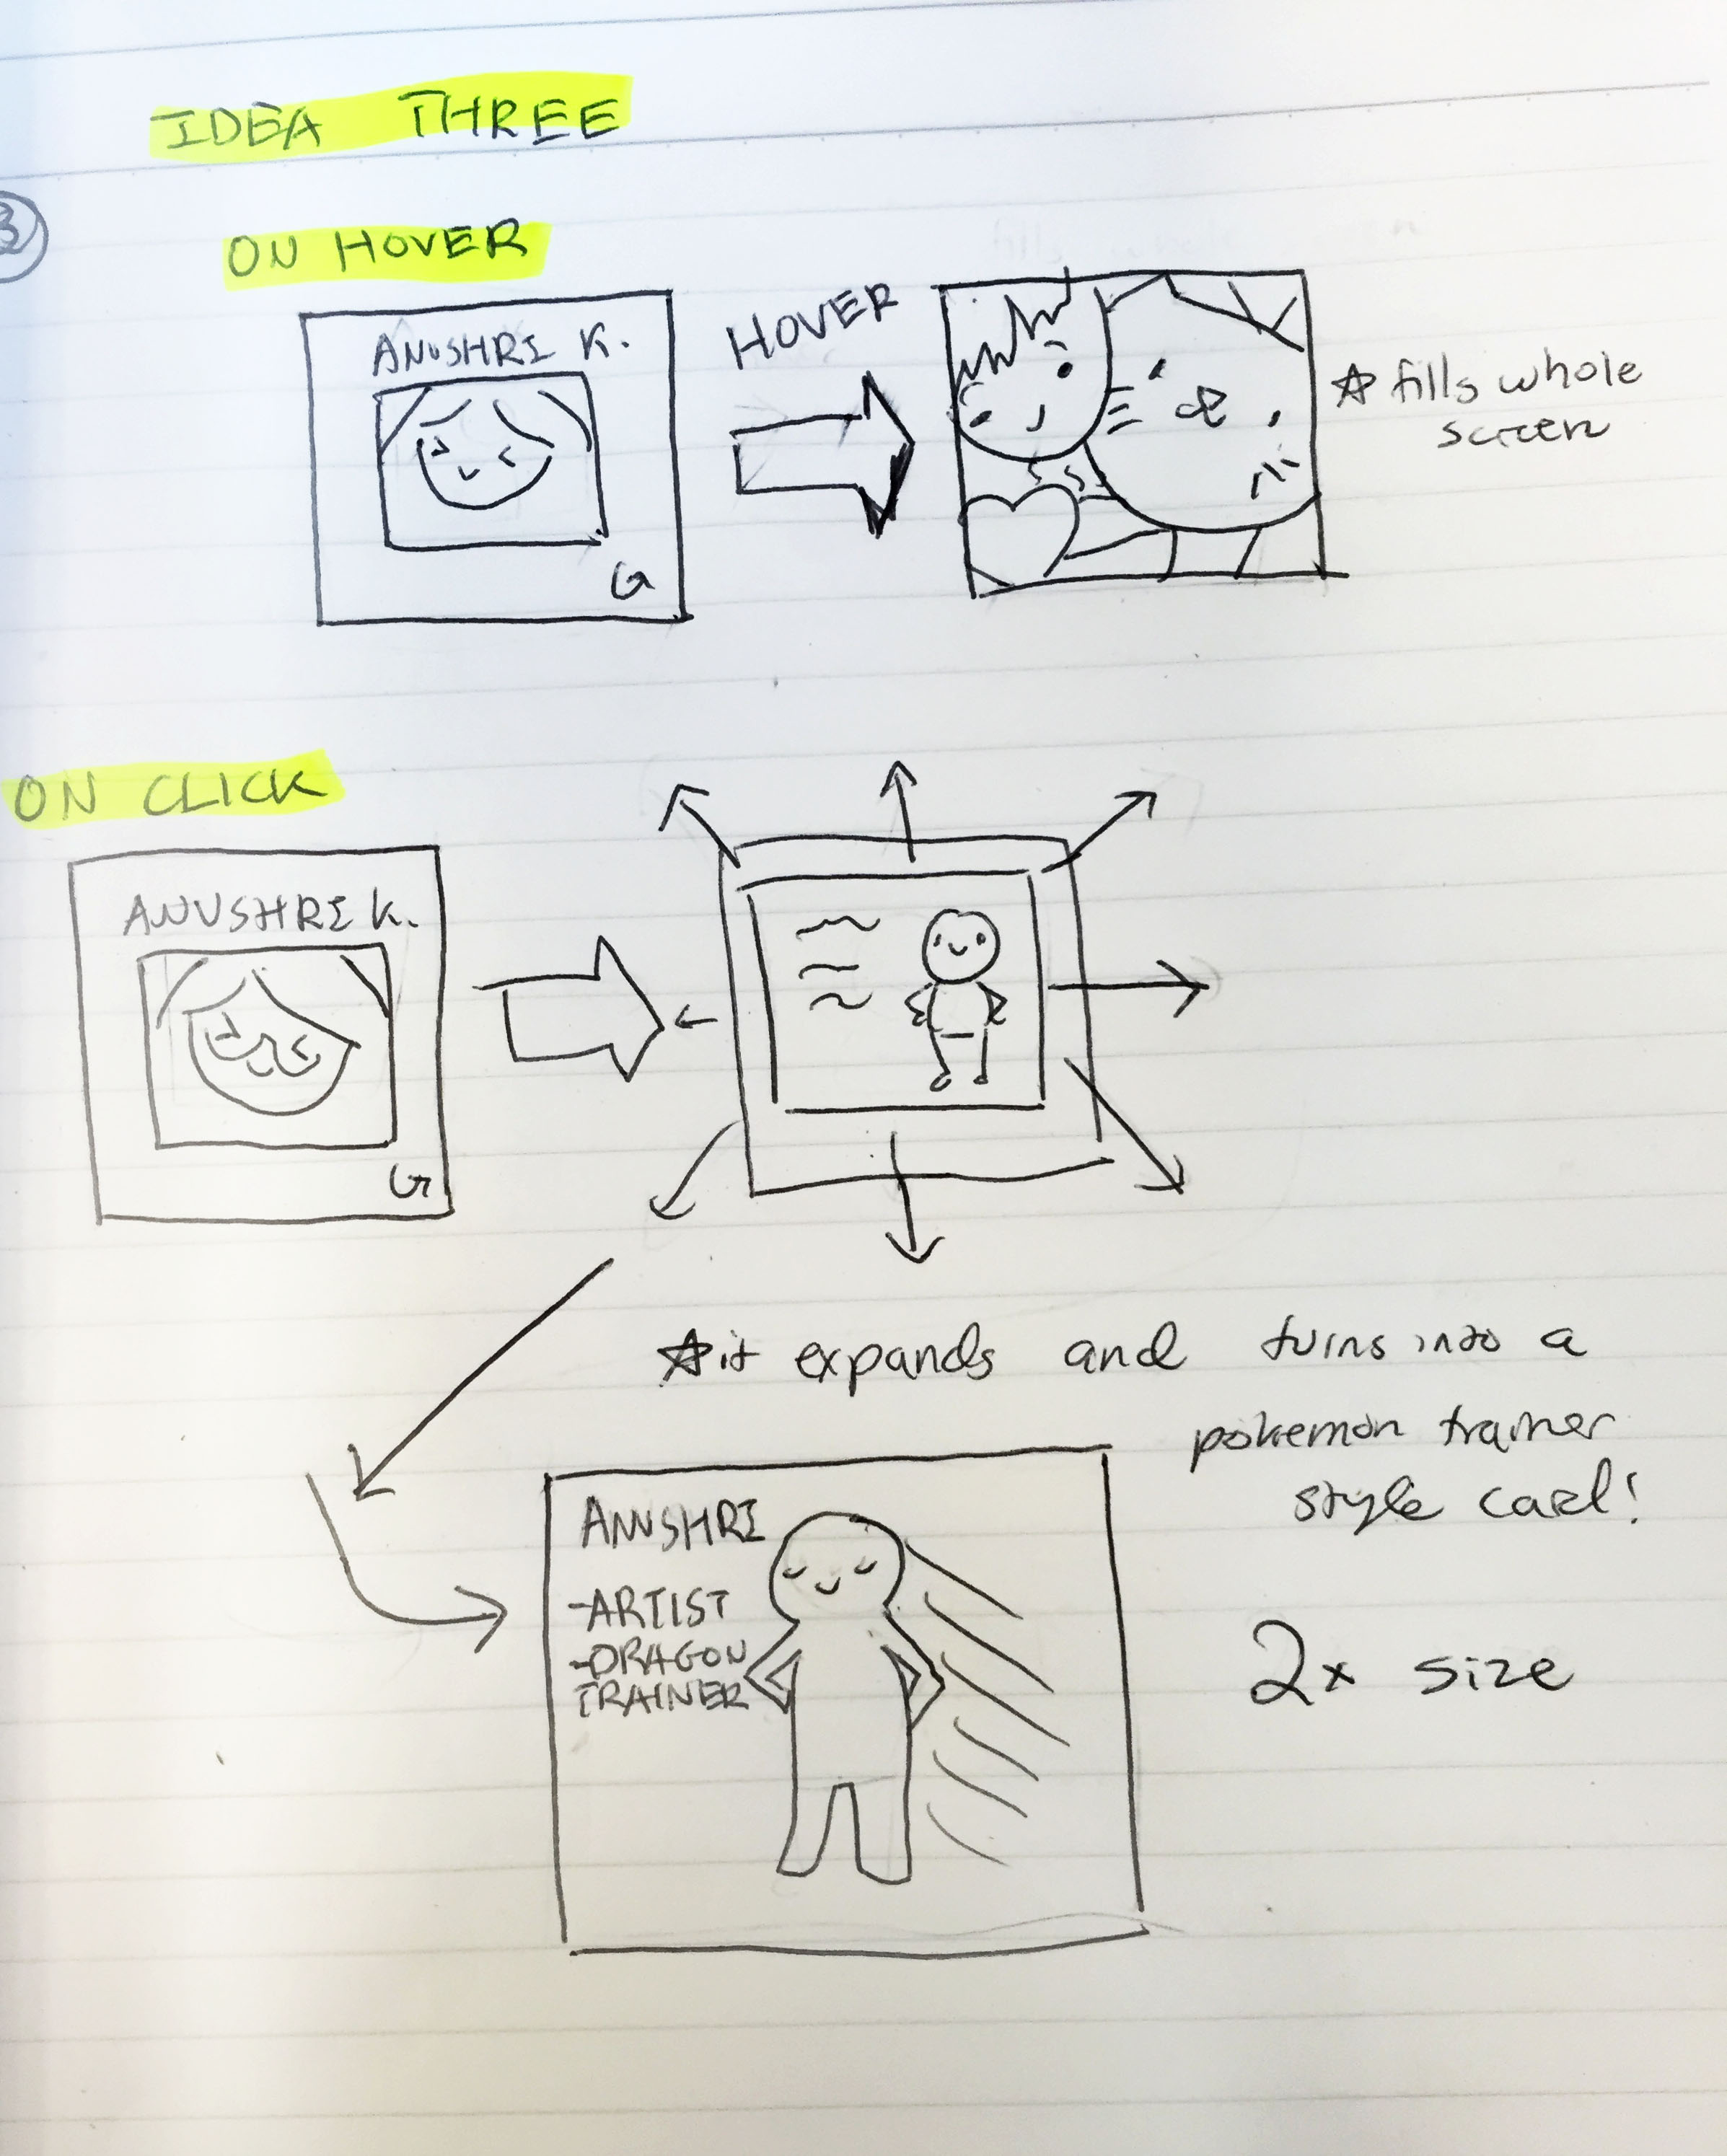 IDEA THREE
3
ON HOVER
ANUSHRI K.
G
HOVER
☆ fills whole
screen
ON CLICK
ANUSHRI K.
G
☆ it expands and turns into a
pokemon trainer
style card!
ANUSHRI
-ARTIST
-DRAGON
TRAINER
2x size